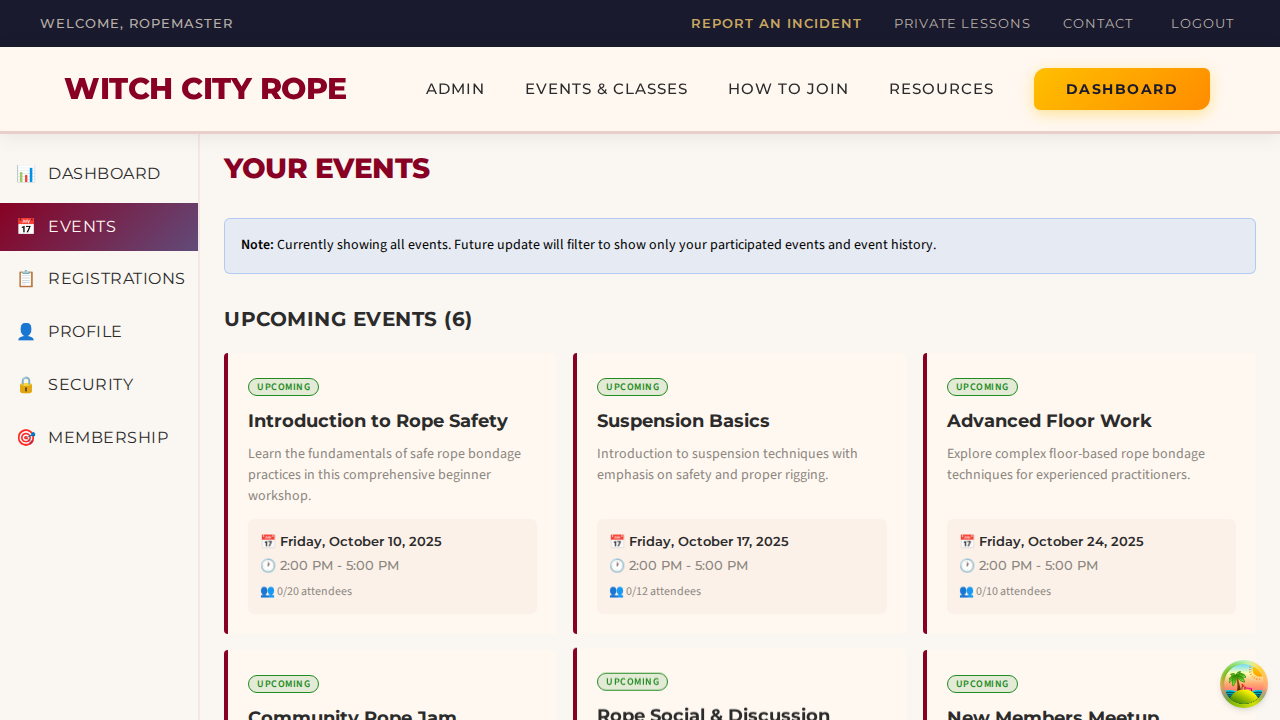 WELCOME, ROPEMASTER
REPORT AN INCIDENT
PRIVATE LESSONS
CONTACT
LOGOUT
WITCH CITY ROPE
ADMIN
EVENTS & CLASSES
HOW TO JOIN
RESOURCES
DASHBOARD
DASHBOARD
EVENTS
REGISTRATIONS
PROFILE
SECURITY
MEMBERSHIP
YOUR EVENTS
Note: Currently showing all events. Future update will filter to show only your participated events and event history.
UPCOMING EVENTS (6)
UPCOMING
Introduction to Rope Safety
Learn the fundamentals of safe rope bondage
practices in this comprehensive beginner
workshop.
Friday, October 10, 2025
2:00 PM - 5:00 PM
0/20 attendees
UPCOMING
Suspension Basics
Introduction to suspension techniques with
emphasis on safety and proper rigging.
Friday, October 17, 2025
2:00 PM - 5:00 PM
0/12 attendees
UPCOMING
Advanced Floor Work
Explore complex floor-based rope bondage
techniques for experienced practitioners.
Friday, October 24, 2025
2:00 PM - 5:00 PM
0/10 attendees
UPCOMING
Community Rope Jam
UPCOMING
Rope Social & Discussion
UPCOMING
New Members Meetup